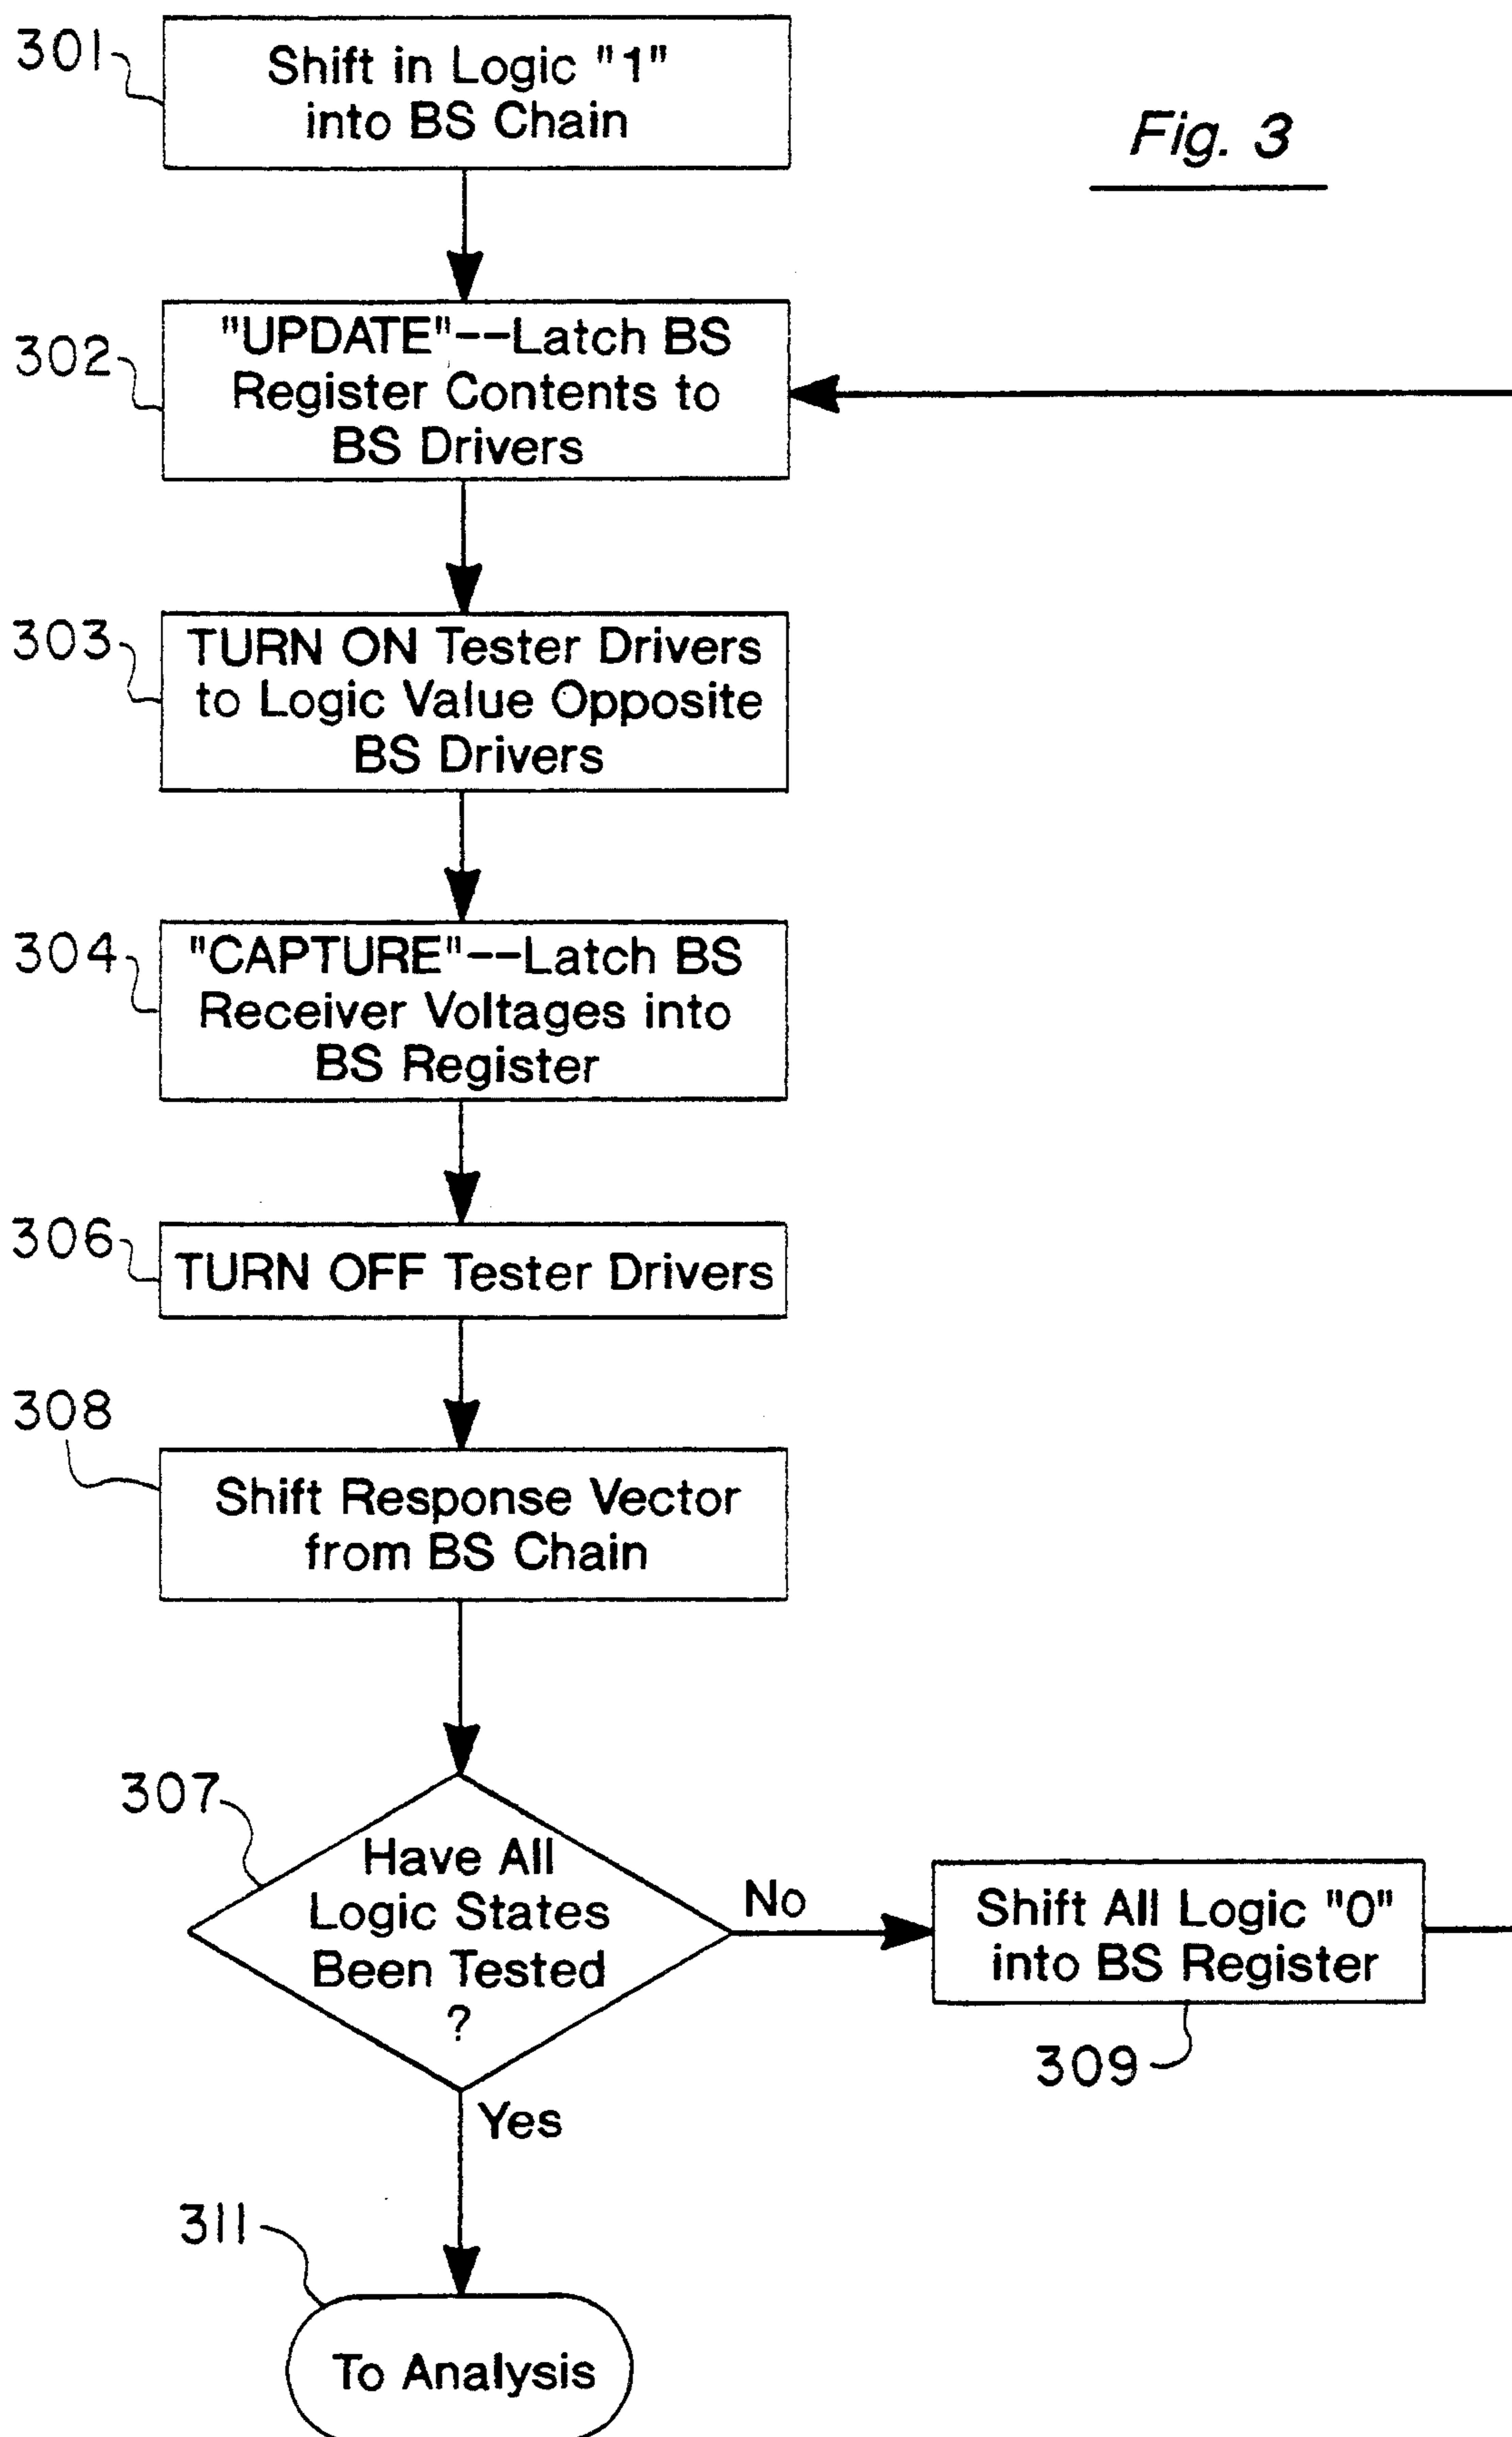 301
Shift in Logic "1"
into BS Chain
Fig. 3
302
"UPDATE"--Latch BS
Register Contents to
BS Drivers
303
TURN ON Tester Drivers
to Logic Value Opposite
BS Drivers
304
"CAPTURE"--Latch BS
Receiver Voltages into
BS Register
306
TURN OFF Tester Drivers
308
Shift Response Vector
from BS Chain
307
Have All
Logic States
Been Tested
?
No
Shift All Logic "0"
into BS Register
309
Yes
311
To Analysis